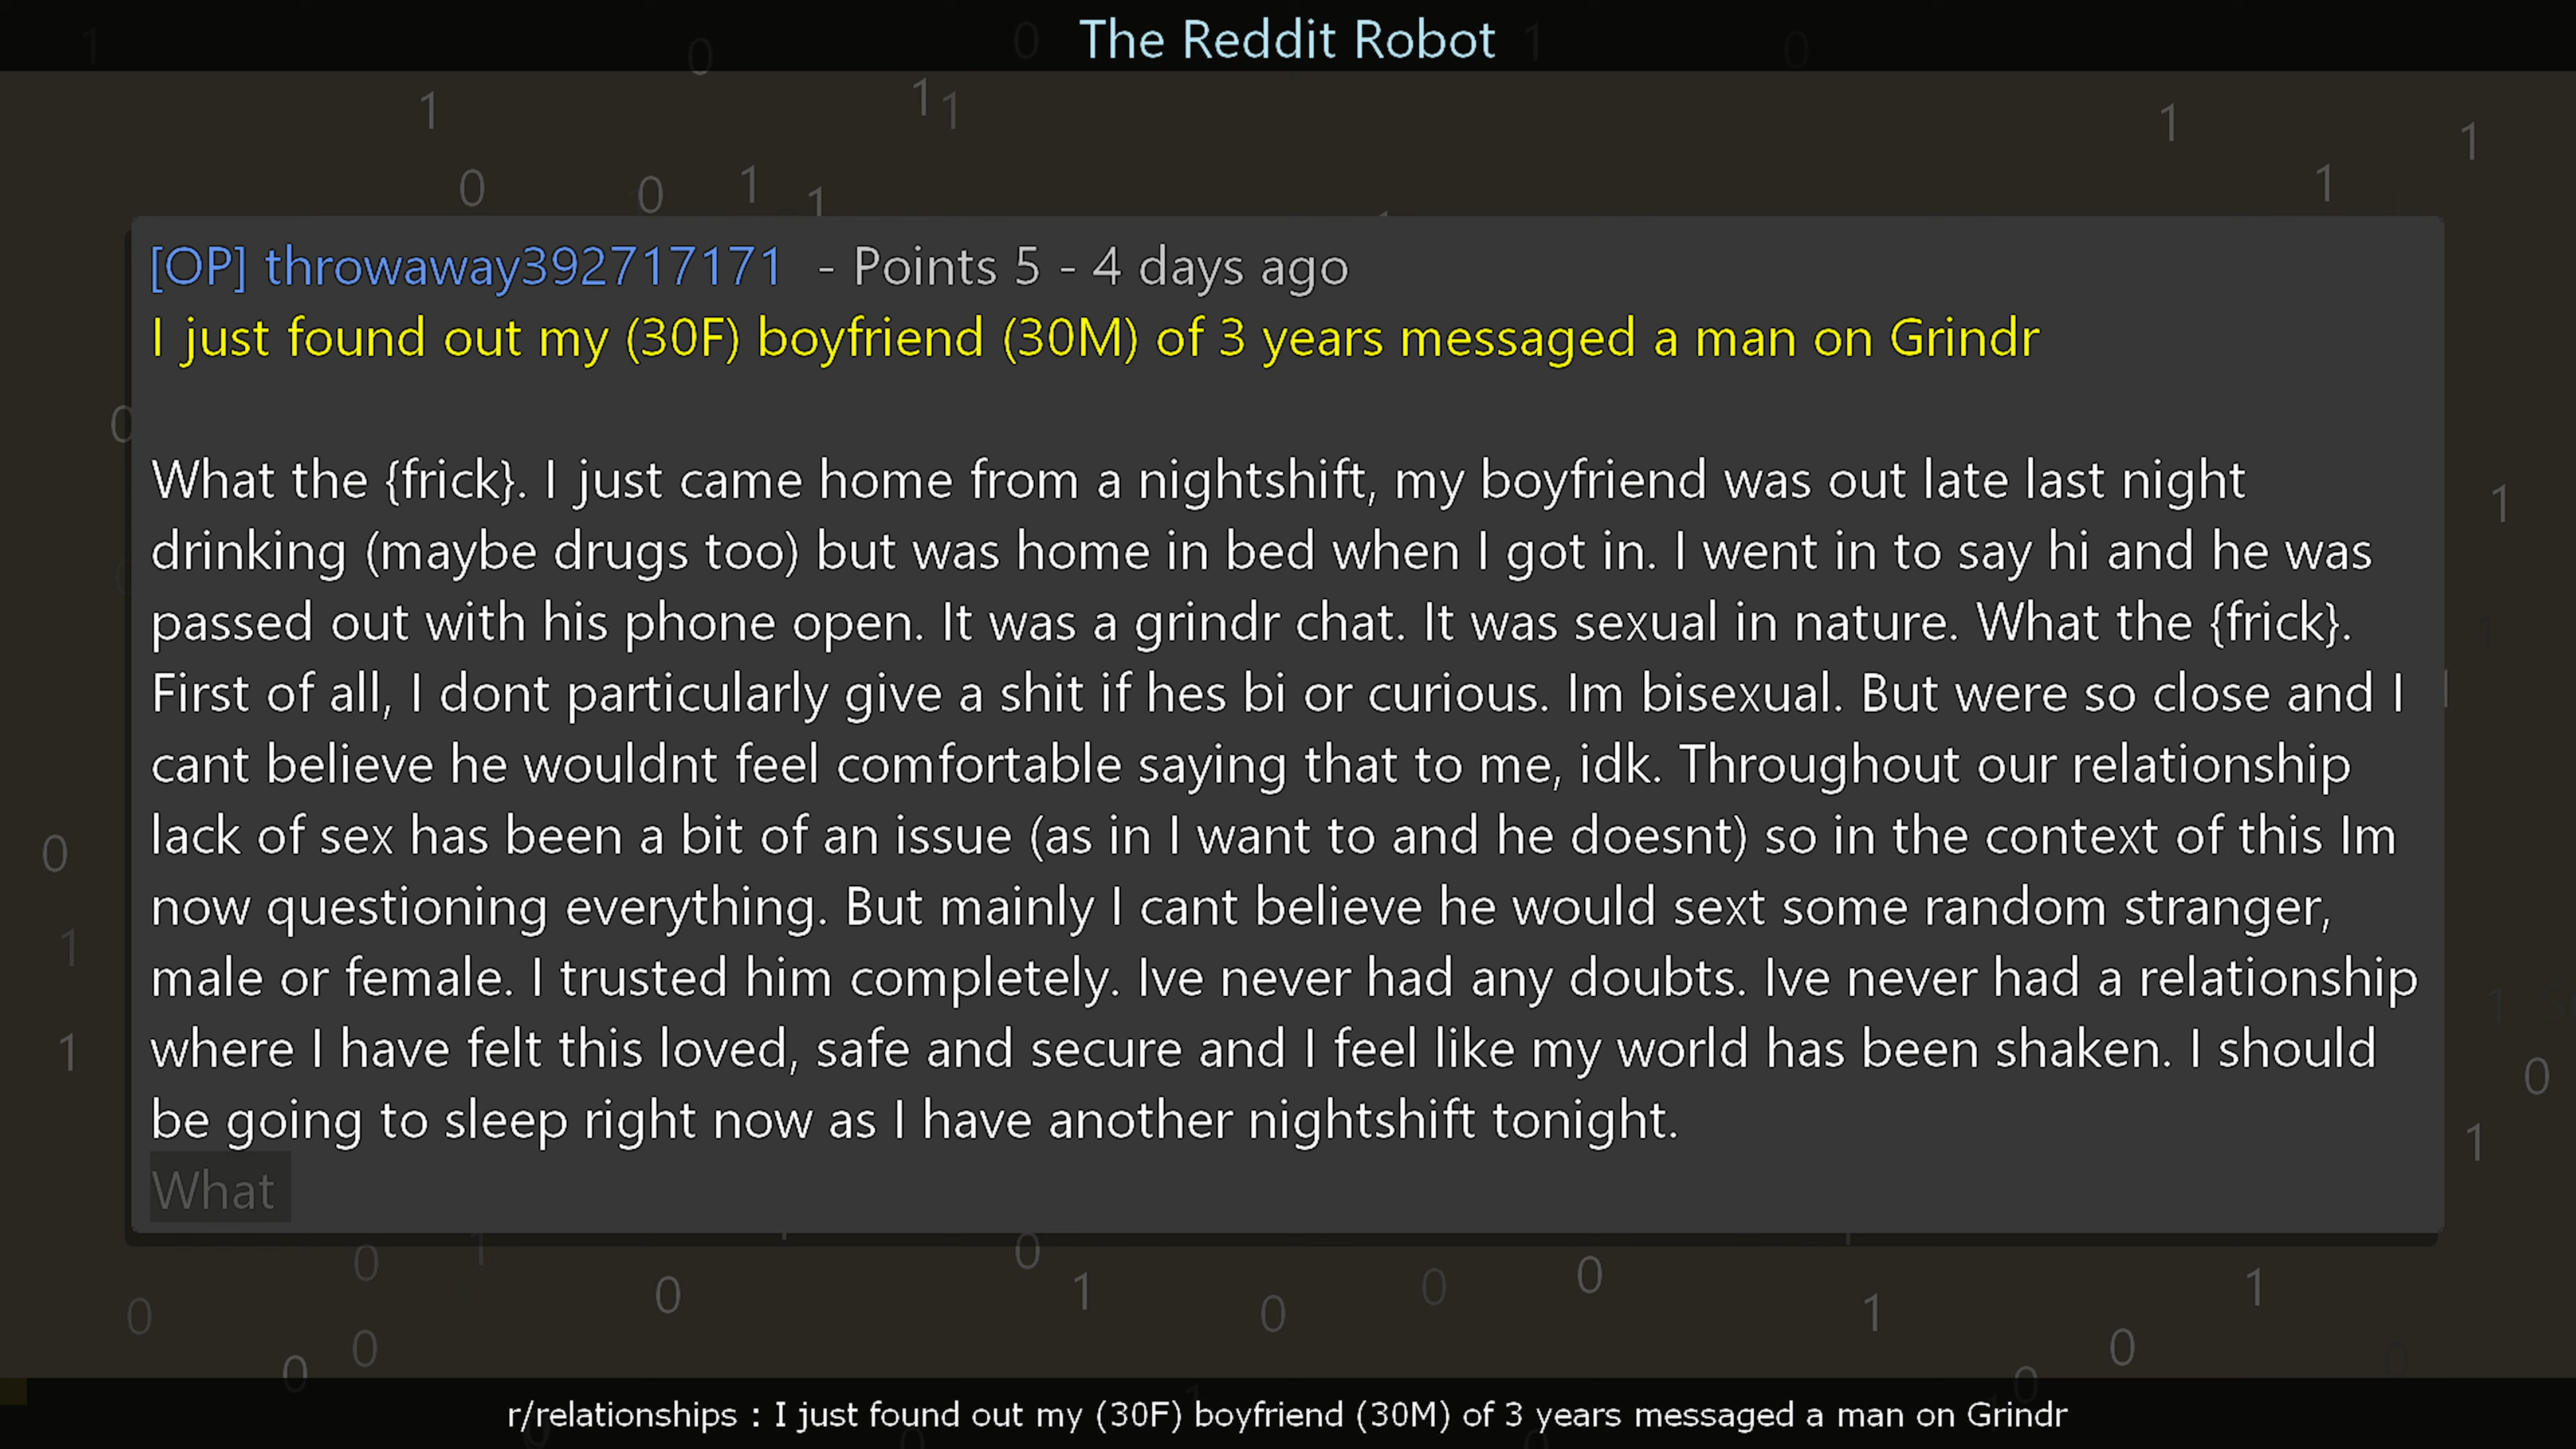 The Reddit Robot
[OP] throwaway392717171 - Points 5 - 4 days ago
I just found out my (30F) boyfriend (30M) of 3 years messaged a man on Grindr
What the {frick}. I just came home from a nightshift, my boyfriend was out late last night
drinking (maybe drugs too) but was home in bed when I got in. I went in to say hi and he was
passed out with his phone open. It was a grindr chat. It was sexual in nature. What the {frick}.
First of all, I dont particularly give a shit if hes bi or curious. Im bisexual. But were so close and I
cant believe he wouldnt feel comfortable saying that to me, idk. Throughout our relationship
lack of sex has been a bit of an issue (as in I want to and he doesnt) so in the context of this Im
now questioning everything. But mainly I cant believe he would sext some random stranger,
male or female. I trusted him completely. Ive never had any doubts. Ive never had a relationship
where I have felt this loved, safe and secure and I feel like my world has been shaken. I should
be going to sleep right now as I have another nightshift tonight.
What
r/relationships : I just found out my (30F) boyfriend (30M) of 3 years messaged a man on Grindr